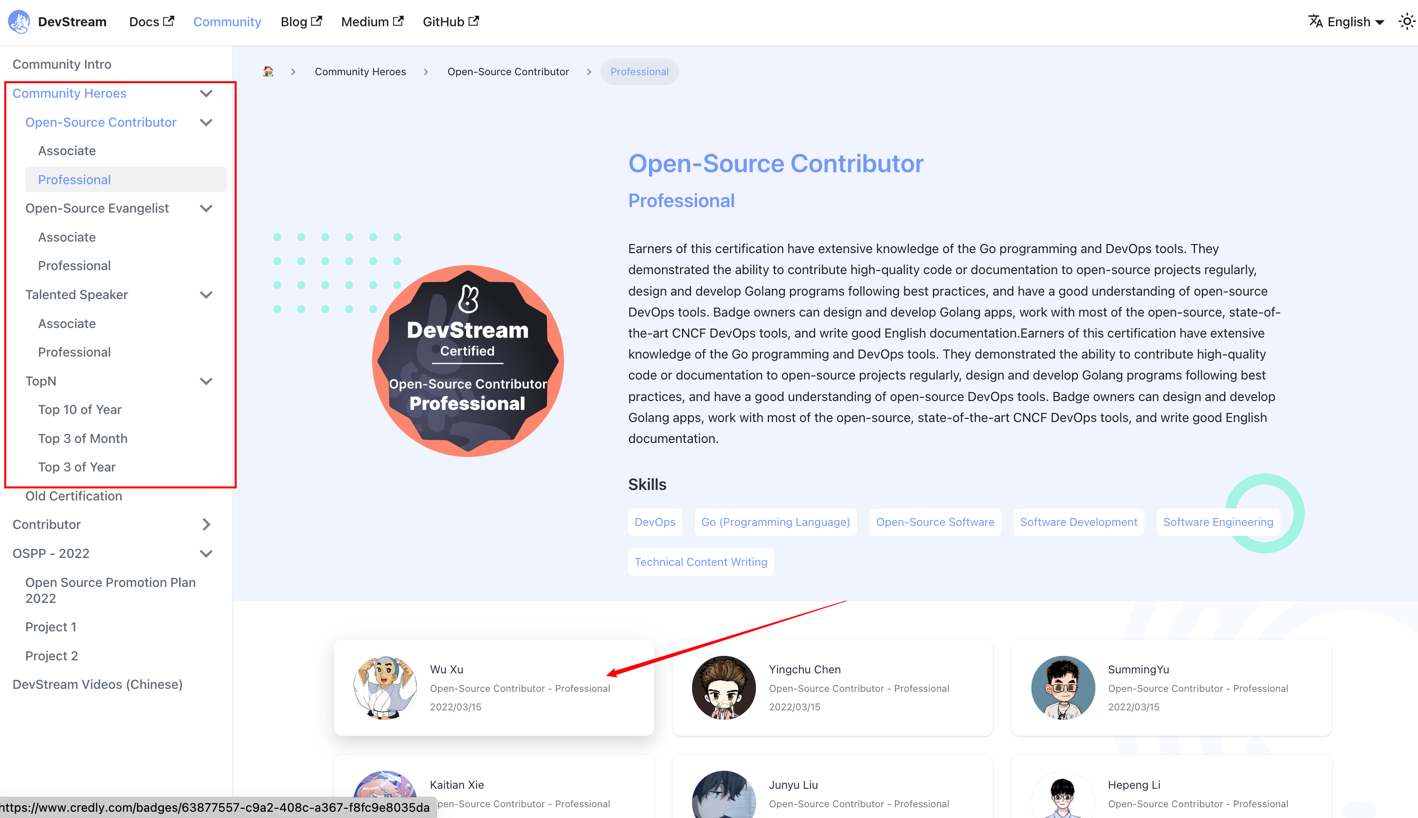 DevStream
Docs
Community
Blog
Medium
GitHub
English
Community Intro
Community Heroes
Open-Source Contributor
Associate
Professional
Open-Source Evangelist
Associate
Professional
Talented Speaker
Associate
Professional
TopN
Top 10 of Year
Top 3 of Month
Top 3 of Year
Old Certification
Contributor
OSPP - 2022
Open Source Promotion Plan
2022
Project 1
Project 2
DevStream Videos (Chinese)
Community Heroes
Open-Source Contributor
Professional
DevStream
Certified
Open-Source Contributor
Professional
Open-Source Contributor
Professional
Earners of this certification have extensive knowledge of the Go programming and DevOps tools. They
demonstrated the ability to contribute high-quality code or documentation to open-source projects regularly,
design and develop Golang programs following best practices, and have a good understanding of open-source
DevOps tools. Badge owners can design and develop Golang apps, work with most of the open-source, state-of-
the-art CNCF DevOps tools, and write good English documentation.Earners of this certification have extensive
knowledge of the Go programming and DevOps tools. They demonstrated the ability to contribute high-quality
code or documentation to open-source projects regularly, design and develop Golang programs following best
practices, and have a good understanding of open-source DevOps tools. Badge owners can design and develop
Golang apps, work with most of the open-source, state-of-the-art CNCF DevOps tools, and write good English
documentation.
Skills
DevOps
Go (Programming Language)
Open-Source Software
Software Development
Software Engineering
Technical Content Writing
Wu Xu
Open-Source Contributor - Professional
2022/03/15
Yingchu Chen
Open-Source Contributor - Professional
2022/03/15
SummingYu
Open-Source Contributor - Professional
2022/03/15
Kaitian Xie
pen-Source Contributor - Professional
Junyu Liu
Open-Source Contributor - Professional
Hepeng Li
Open-Source Contributor - Professional
https://www.credly.com/badges/63877557-c9a2-408c-a367-f8fc9e8035da